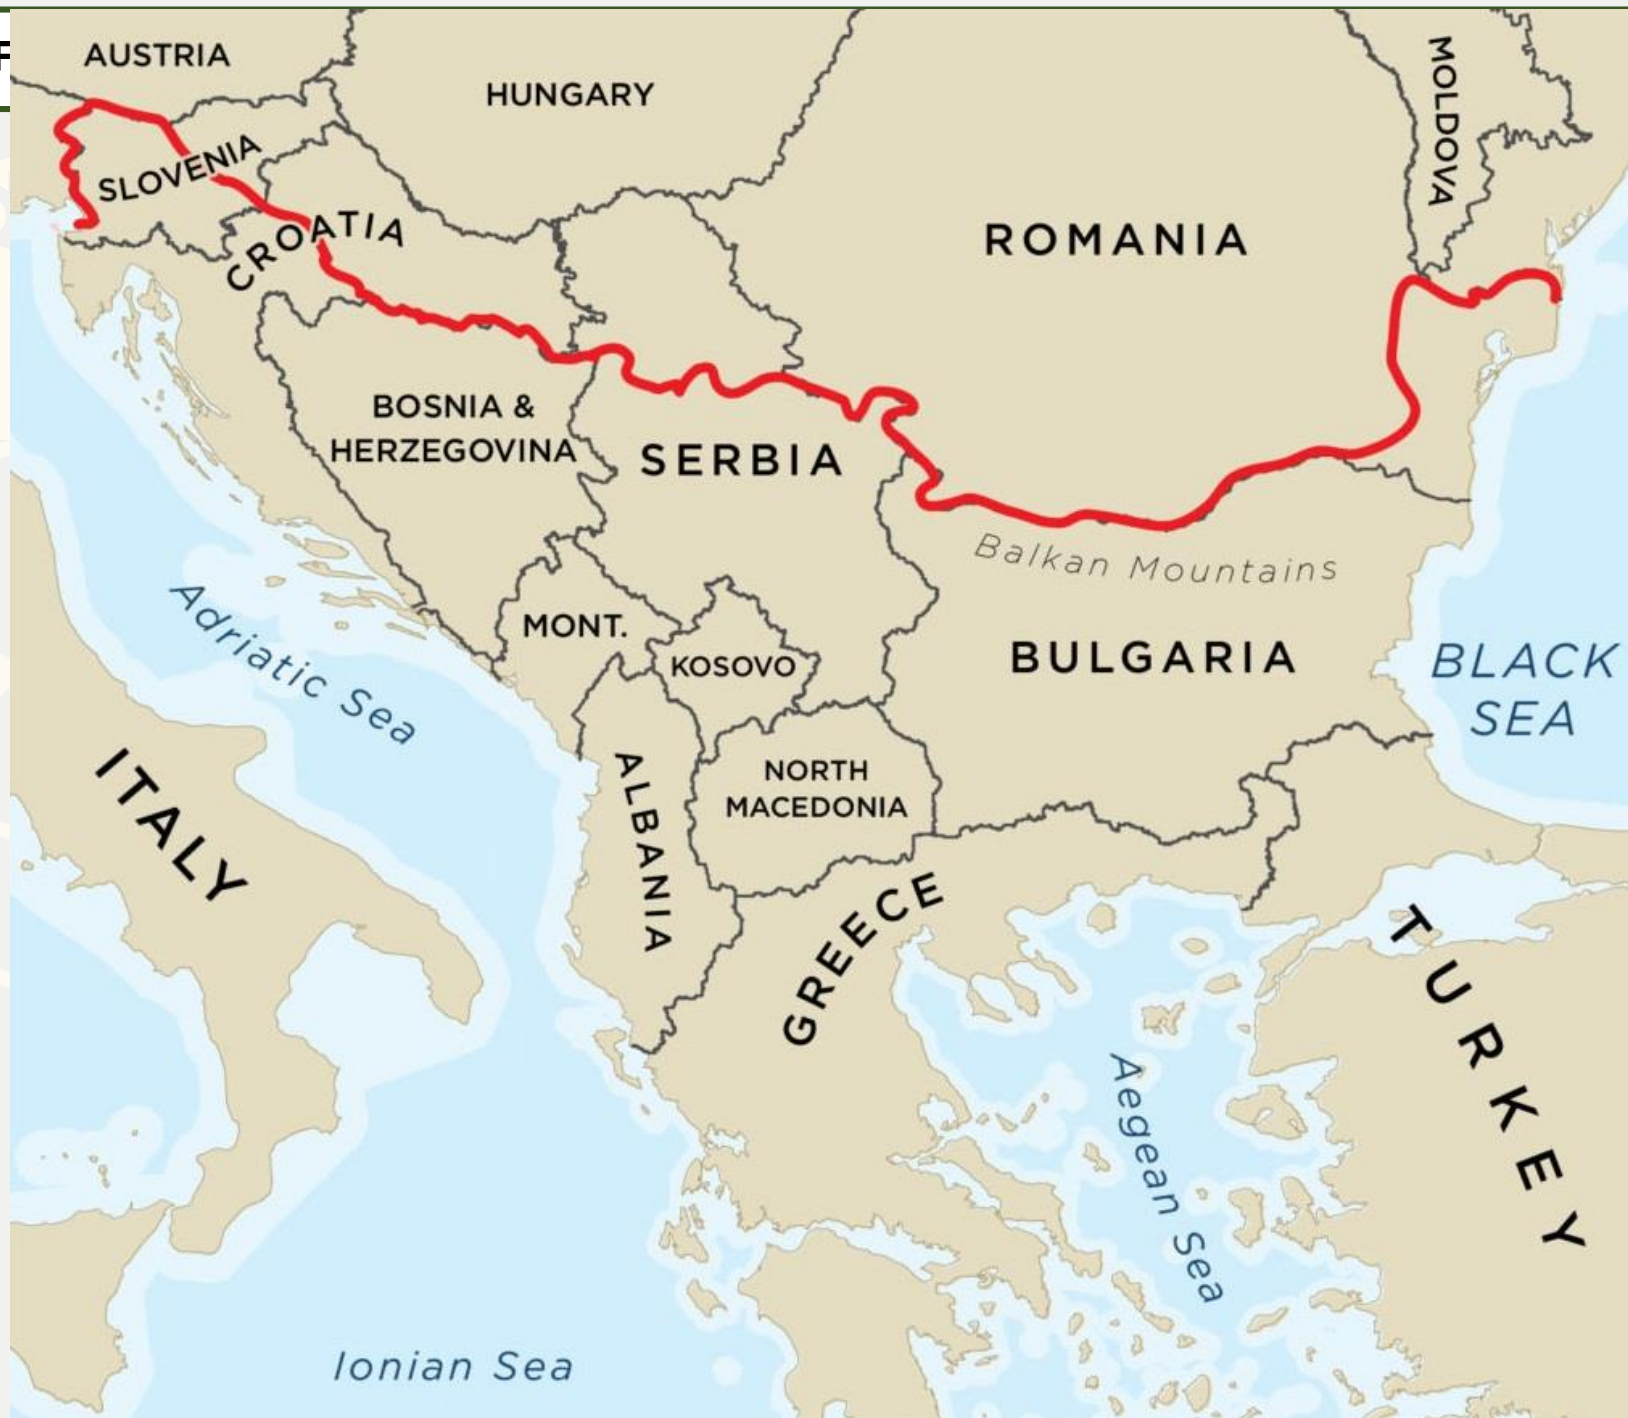 F
AUSTRIA
HUNGARY
MOLDOVA
SLOVENIA
CROATIA
ROMANIA
BOSNIA &
HERZEGOVINA
SERBIA
Balkan Mountains
Adriatic Sea
MONT.
KOSOVO
BULGARIA
BLACK
SEA
ITALY
ALBANIA
NORTH
MACEDONIA
GREECE
TURKEY
Aegean Sea
Ionian Sea